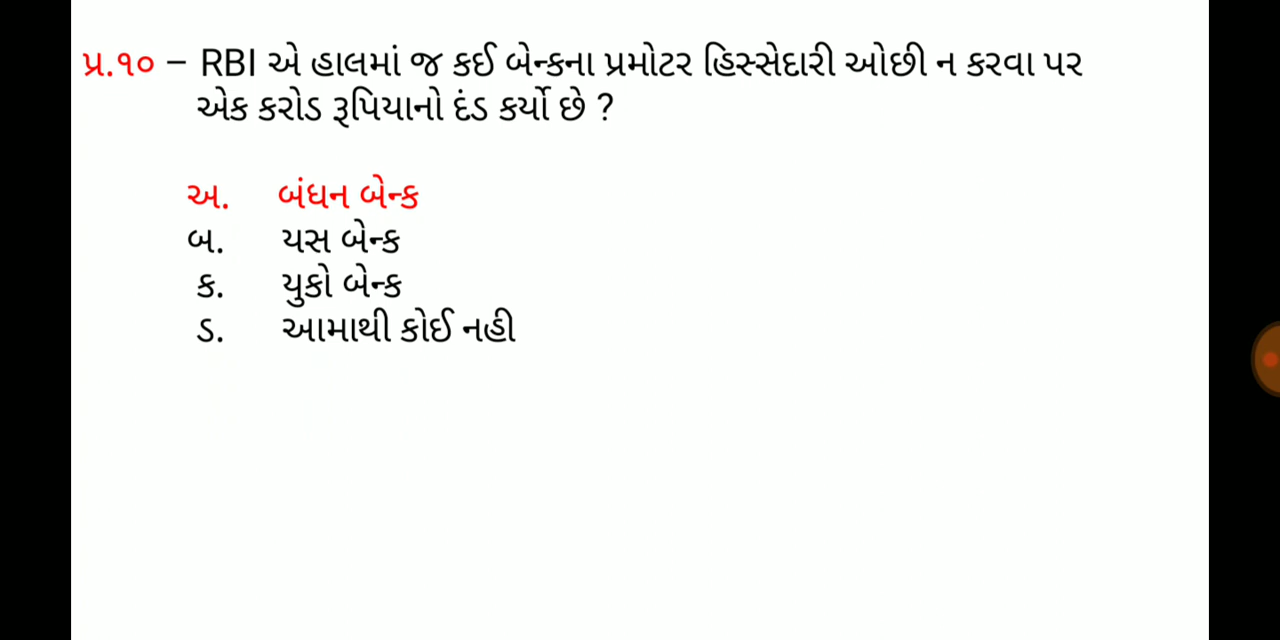 પ્ર.૧૦ – RBI એ હાલમાં જ કઈ બેન્કના પ્રમોટર હિસ્સેદારી ઓછી ન કરવા પર
એક કરોડ રૂપિયાનો દંડ કર્યો છે ?
અ. બંધન બેન્ક
બ. યસ બેન્ક
ક. યુકો બેન્ક
ડ. આમાથી કોઈ નહી